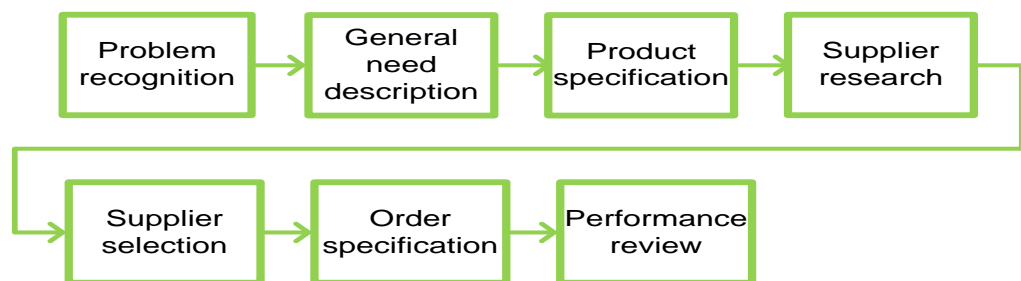 Problem
recognition
General
need
description
Product
specification
Supplier
research
Supplier
selection
Order
specification
Performance
review